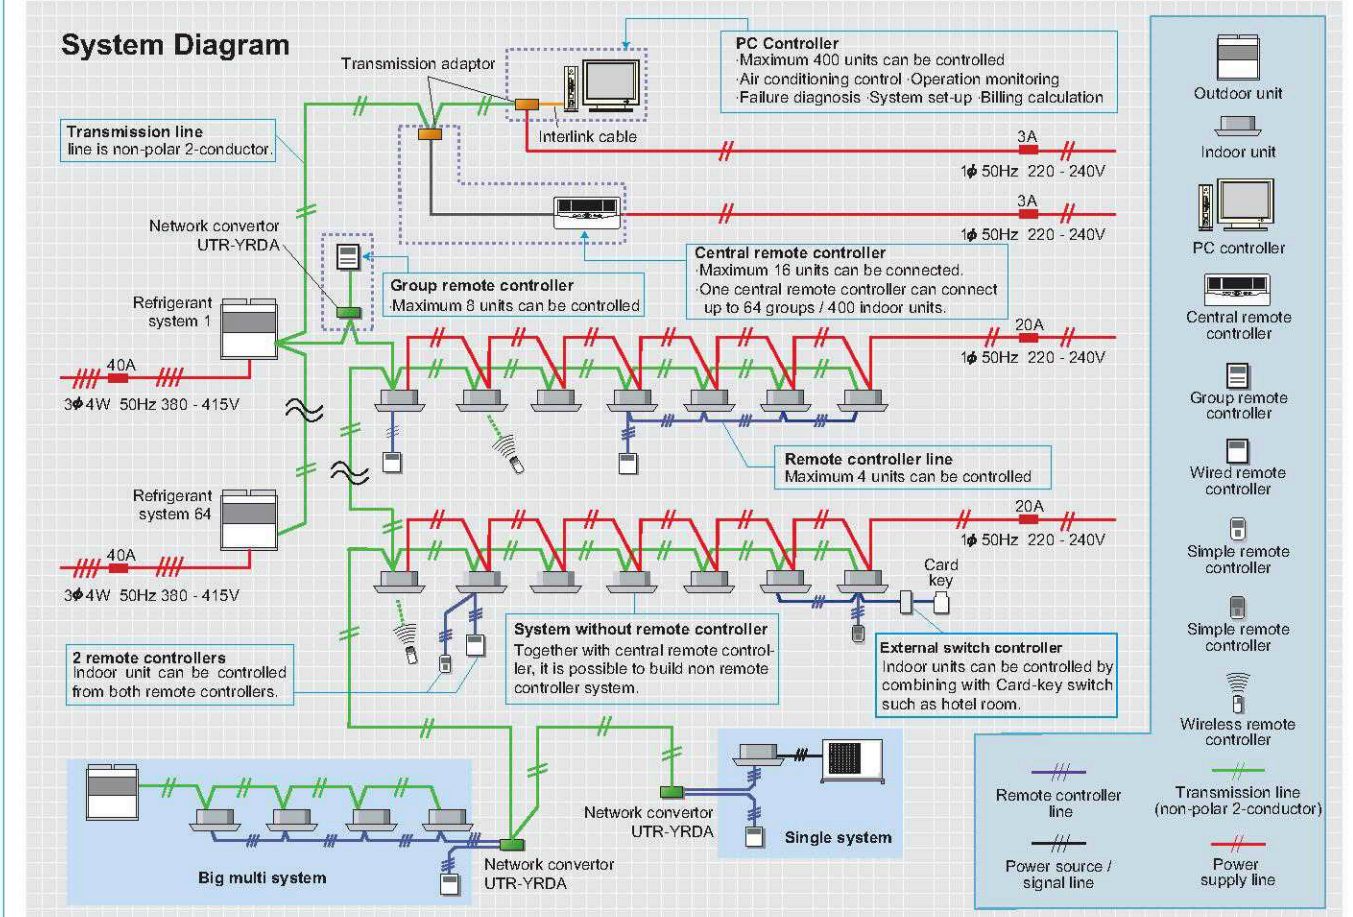 System Diagram
Transmission adaptor
Interlink cable
PC Controller
·Maximum 400 units can be controlled
·Air conditioning control ·Operation monitoring
·Failure diagnosis ·System set-up ·Billing calculation
Transmission line
line is non-polar 2-conductor.
3A
1ϕ 50Hz 220 - 240V
3A
1ϕ 50Hz 220 - 240V
Network convertor
UTR-YRDA
Group remote controller
·Maximum 8 units can be controlled
Central remote controller
·Maximum 16 units can be connected.
·One central remote controller can connect
up to 64 groups / 400 indoor units.
Refrigerant
system 1
40A
3ϕ 4W 50Hz 380 - 415V
20A
1ϕ 50Hz 220 - 240V
Remote controller line
Maximum 4 units can be controlled
Refrigerant
system 64
40A
3ϕ 4W 50Hz 380 - 415V
20A
1ϕ 50Hz 220 - 240V
Card
key
2 remote controllers
Indoor unit can be controlled
from both remote controllers.
System without remote controller
Together with central remote control-
ler, it is possible to build non remote
controller system.
External switch controller
Indoor units can be controlled by
combining with Card-key switch
such as hotel room.
Big multi system
Network convertor
UTR-YRDA
Network convertor
UTR-YRDA
Single system
Outdoor unit
Indoor unit
PC controller
Central remote
controller
Group remote
controller
Wired remote
controller
Simple remote
controller
Simple remote
controller
Wireless remote
controller
Remote controller
line
Transmission line
(non-polar 2-conductor)
Power source /
signal line
Power
supply line